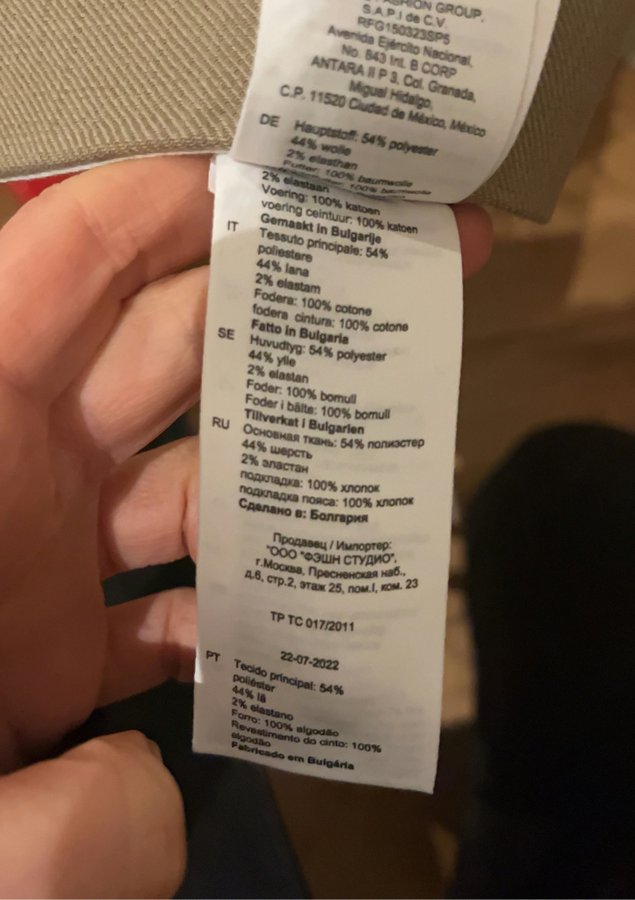 FASHION GROUP,
S.A.P.I de C.V.
RFG150323SP5
Avenida Ejército Nacional,
No. 843 Int. B CORP
ANTARA II P 3, Col. Granada,
Miguel Hidalgo,
C.P. 11520 Ciudad de México, México
DE Hauptstoff: 54% polyester
44% wolle
2% elasthan
Futter: 100% baumwolle
100% baumwolle
2% elastaan
Voering: 100% katoen
voering ceintuur: 100% katoen
Gemaakt in Bulgarije
IT Tessuto principale: 54%
poliestere
44% lana
2% elastam
Fodera: 100% cotone
fodera cintura: 100% cotone
Fatto in Bulgaria
SE Huvudtyg: 54% polyester
44% ylle
2% elastan
Foder: 100% bomull
Foder i bälte: 100% bomull
Tillverkat i Bulgarien
RU Основная ткань: 54% полиэстер
44% шерсть
2% эластан
подкладка: 100% хлопок
подкладка пояса: 100% хлопок
Сделано в: Болгария
Продавец / Импортер:
"ООО "ФЭШН СТУДИО",
г.Москва, Пресненская наб.,
д.6, стр.2, этаж 25, пом.I, ком. 23
ТР ТС 017/2011
22-07-2022
PT Tecido principal: 54%
poliéster
44% lã
2% elastano
Forro: 100% algodão
Revestimento do cinto: 100%
algodão
Fabricado em Bulgária